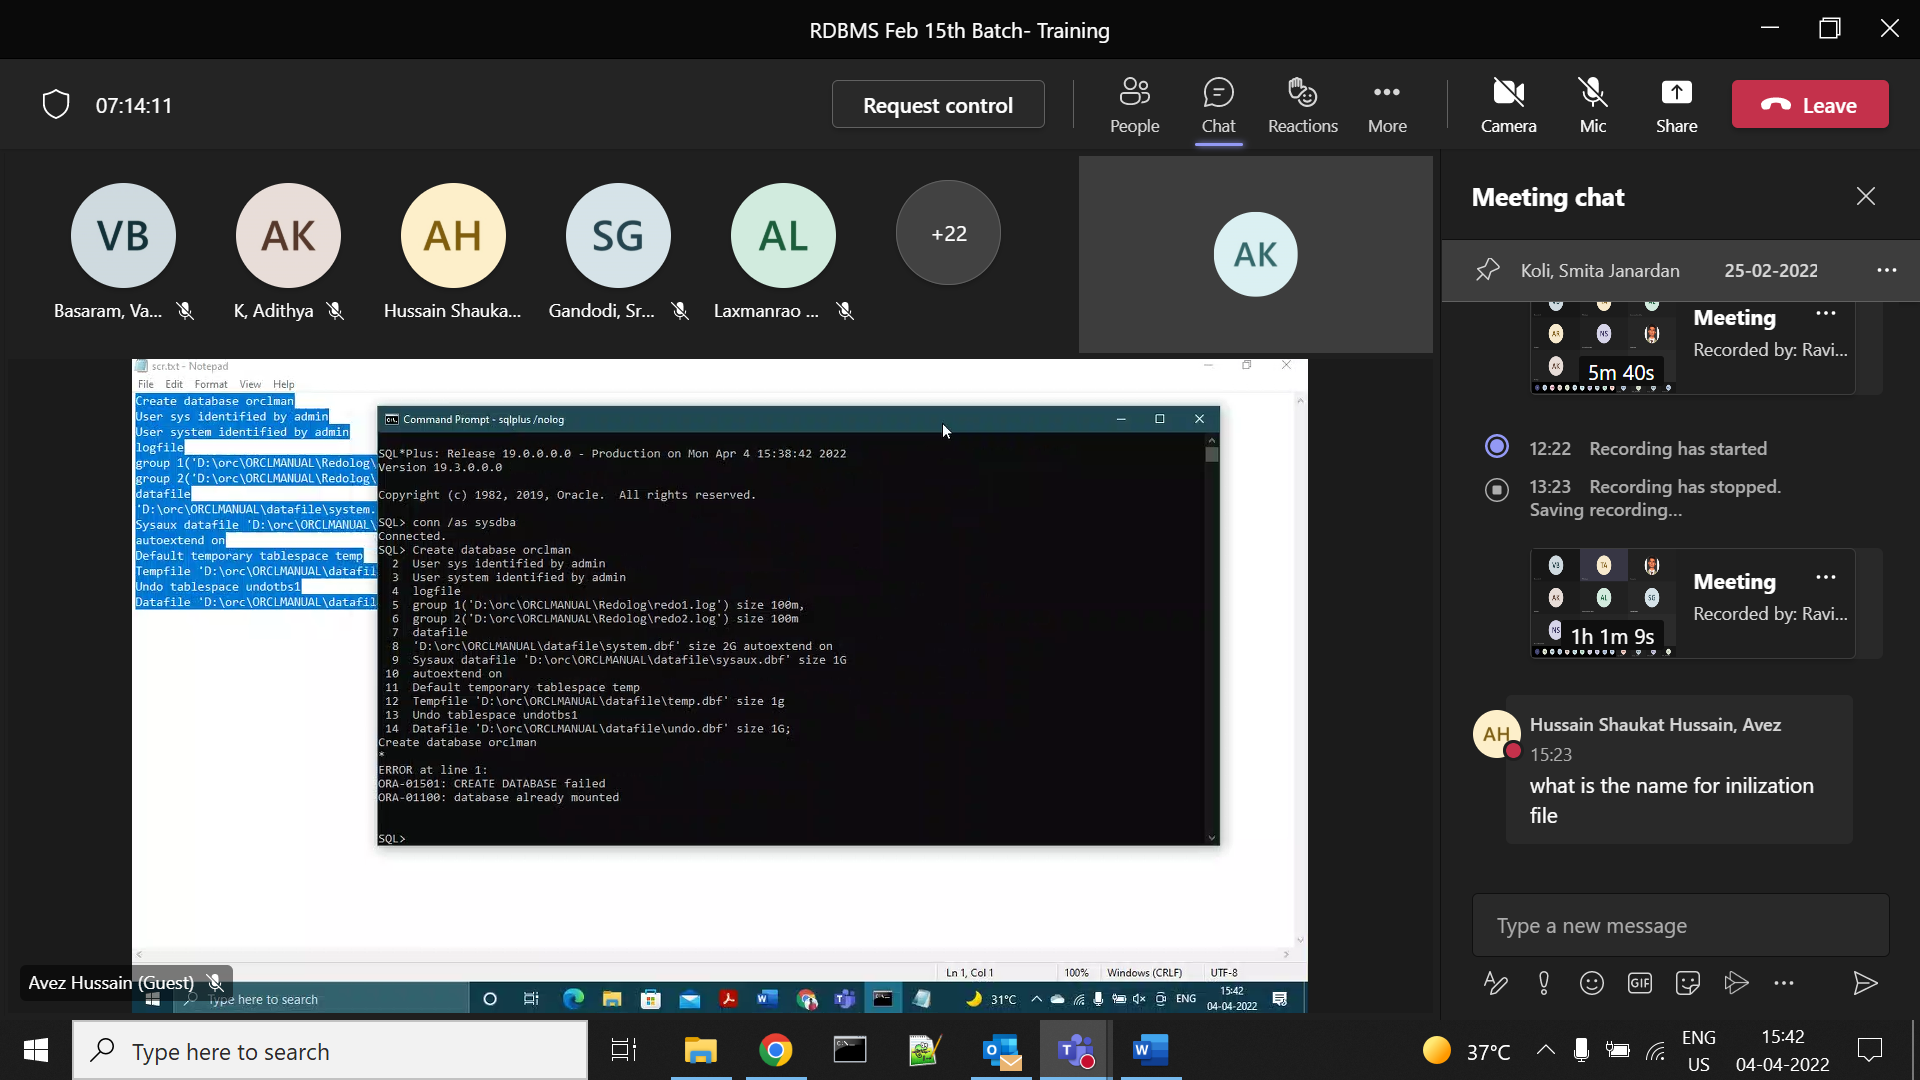 RDBMS Feb 15th Batch- Training
07:14:11
Request control
People
Chat
Reactions
More
Camera
Mic
Share
Leave
VB
AK
AH
SG
AL
+22
AK
Basaram, Va...
K, Adithya
Hussain Shauka...
Gandodi, Sr...
Laxmanrao ...
Meeting chat
Koli, Smita Janardan
25-02-2022
Meeting
Recorded by: Ravi...
AR
NS
AK
5m 40s
12:22 Recording has started
13:23 Recording has stopped.
Saving recording...
VB
TA
AK
AL
SG
NS
Meeting
Recorded by: Ravi...
1h 1m 9s
AH
Hussain Shaukat Hussain, Avez
15:23
what is the name for inilization
file
Type a new message
GIF
scr.txt - Notepad
File Edit Format View Help
Create database orclman
User sys identified by admin
User system identified by admin
logfile
group 1('D:\orc\ORCLMANUAL\Redolog\
group 2('D:\orc\ORCLMANUAL\Redolog\
datafile
'D:\orc\ORCLMANUAL\datafile\system.
Sysaux datafile 'D:\orc\ORCLMANUAL\
autoextend on
Default temporary tablespace temp
Tempfile 'D:\orc\ORCLMANUAL\datafil
Undo tablespace undotbs1
Datafile 'D:\orc\ORCLMANUAL\datafil
Command Prompt - sqlplus /nolog
SQL*Plus: Release 19.0.0.0.0 - Production on Mon Apr 4 15:38:42 2022
Version 19.3.0.0.0
Copyright (c) 1982, 2019, Oracle. All rights reserved.
SQL> conn /as sysdba
Connected.
SQL> Create database orclman
2 User sys identified by admin
3 User system identified by admin
4 logfile
5 group 1('D:\orc\ORCLMANUAL\Redolog\redo1.log') size 100m,
6 group 2('D:\orc\ORCLMANUAL\Redolog\redo2.log') size 100m
7 datafile
8 'D:\orc\ORCLMANUAL\datafile\system.dbf' size 2G autoextend on
9 Sysaux datafile 'D:\orc\ORCLMANUAL\datafile\sysaux.dbf' size 1G
10 autoextend on
11 Default temporary tablespace temp
12 Tempfile 'D:\orc\ORCLMANUAL\datafile\temp.dbf' size 1g
13 Undo tablespace undotbs1
14 Datafile 'D:\orc\ORCLMANUAL\datafile\undo.dbf' size 1G;
Create database orclman
*
ERROR at line 1:
ORA-01501: CREATE DATABASE failed
ORA-01100: database already mounted
SQL>
Ln 1, Col 1
100%
Windows (CRLF)
UTF-8
Avez Hussain (Guest)
Type here to search
31°C
ENG
15:42
04-04-2022
Type here to search
37°C
ENG
US
15:42
04-04-2022